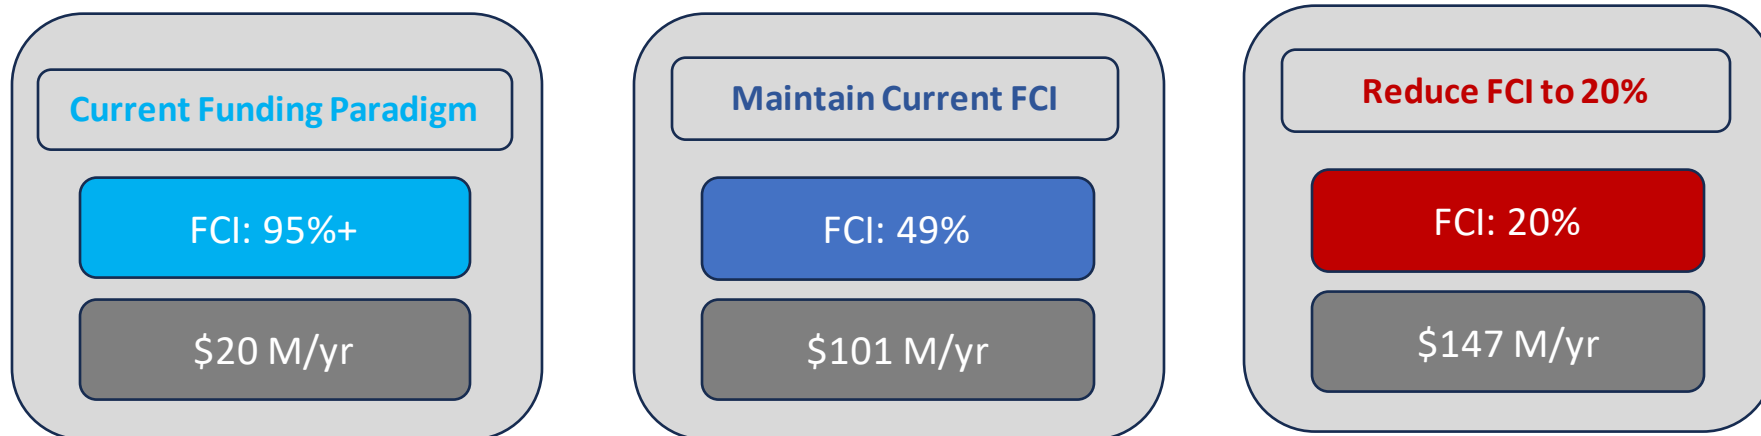 Current Funding Paradigm
FCI: 95%+
$20 M/yr
Maintain Current FCI
FCI: 49%
$101 M/yr
Reduce FCI to 20%
FCI: 20%
$147 M/yr